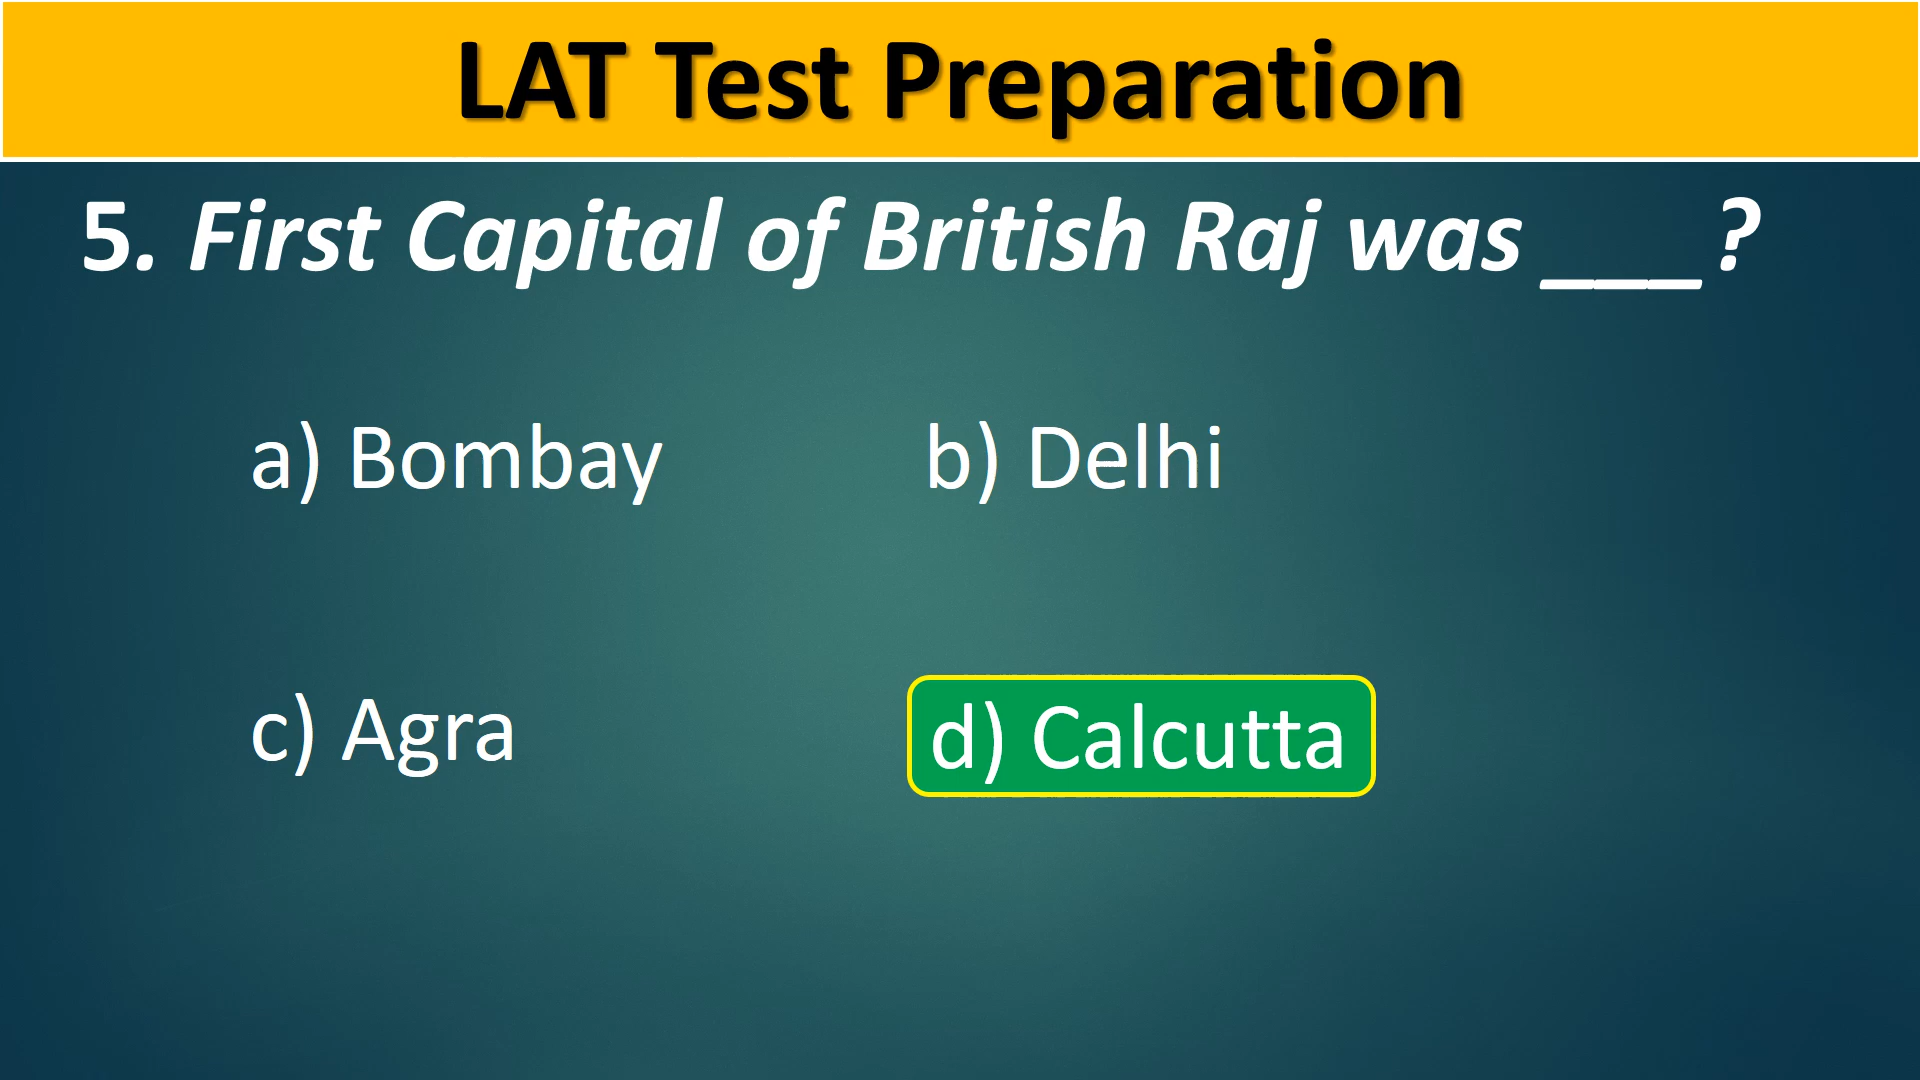 LAT Test Preparation
5. First Capital of British Raj was ___?
a) Bombay
b) Delhi
c) Agra
d) Calcutta